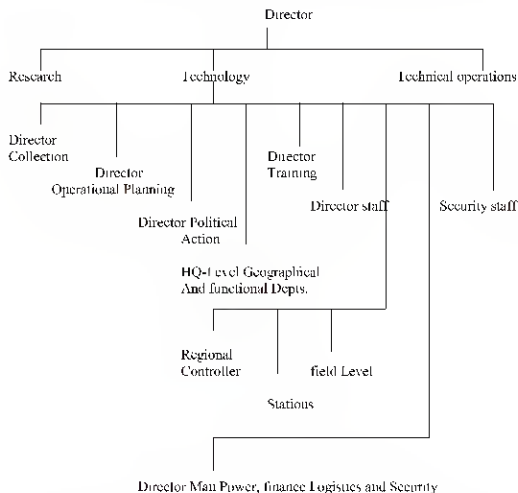 Director
Research
Technology
Technical operations
Director
Collection
Director
Operational Planning
Director Political
Action
HQ-Level Geographical
And functional Depts.
Director
Training
Director staff
Security staff
Regional
Controller
Stations
field Level
Director Man Power, finance Logistics and Security